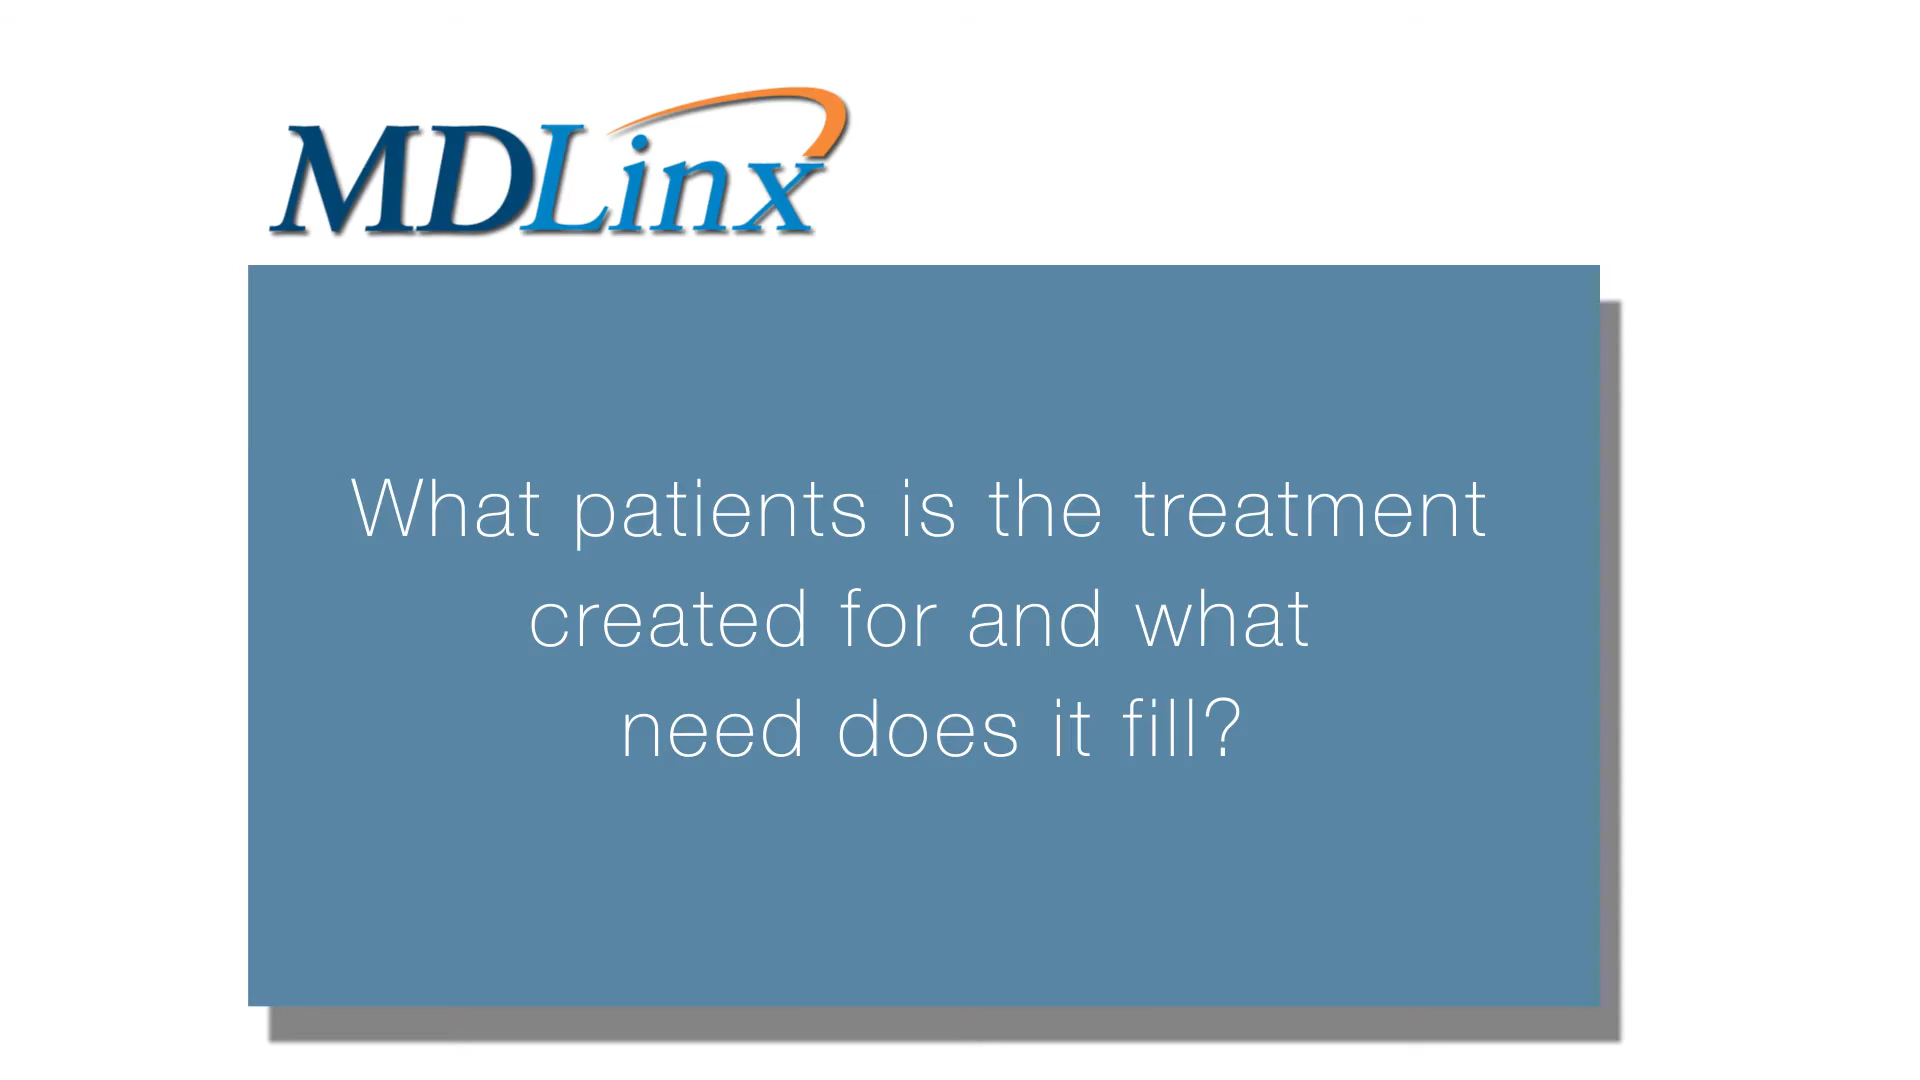 MDLinx
What patients is the treatment
created for and what
need does it fill?